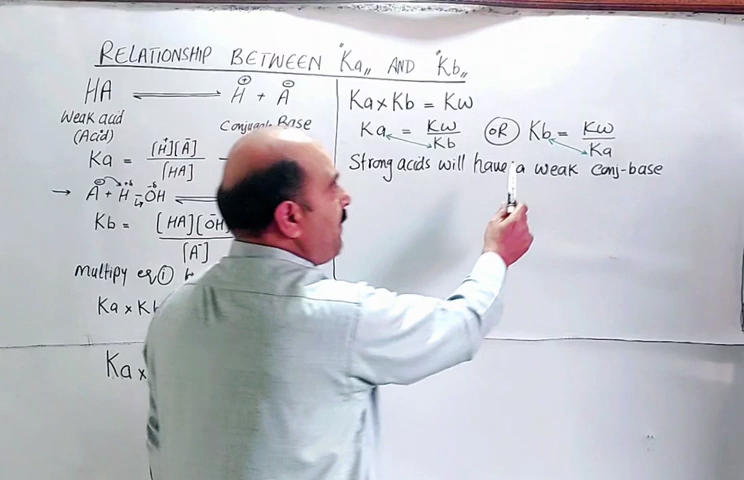 RELATIONSHIP BETWEEN "Ka" AND "Kb"
HA ⇌ H⊕ + A⊖
Weak acid
(Acid)
Base
Ka = [H⁺][A⁻] / [HA]
→ A⊖ + H⁺ᵟ–OH⁻ᵟ ⇌
Kb = [HA][OH
[A⁻]
multipy eq ①
Ka x Kb
Ka x
Ka x Kb = Kw
Ka = Kw / Kb OR Kb = Kw / Ka
Strong acids will have a weak conj-base